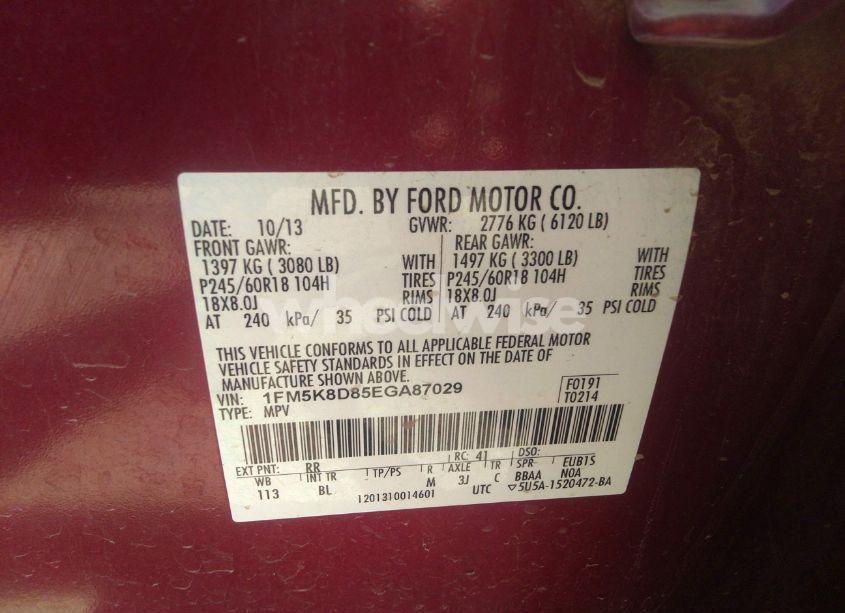 MFD. BY FORD MOTOR CO.
DATE: 10/13 GVWR: 2776 KG ( 6120 LB)
FRONT GAWR: REAR GAWR:
1397 KG ( 3080 LB) WITH 1497 KG ( 3300 LB) WITH
P245/60R18 104H TIRES P245/60R18 104H TIRES
18X8.0J RIMS 18X8.0J RIMS
AT 240 kPa/ 35 PSI COLD AT 240 kPa/ 35 PSI COLD
wheelwise
THIS VEHICLE CONFORMS TO ALL APPLICABLE FEDERAL MOTOR
VEHICLE SAFETY STANDARDS IN EFFECT ON THE DATE OF
MANUFACTURE SHOWN ABOVE.
VIN: 1FM5K8D85EGA87029 F0191
TYPE: MPV T0214
EXT PNT: RR RC: 41 DSO:
WB INT TR TP/PS R AXLE TR SPR EUB1S
113 BL M 3J C BBAA NOA
1201310014601 UTC ▽5U5A-1520472-BA